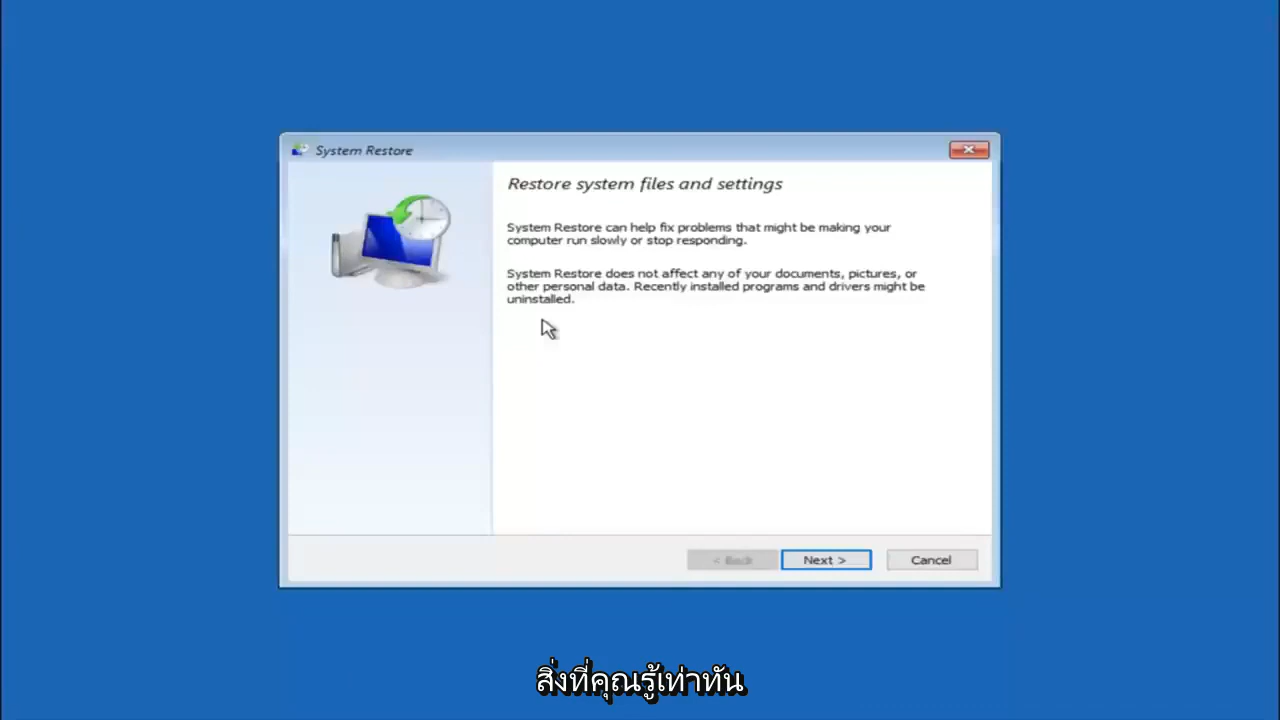 System Restore
Restore system files and settings
System Restore can help fix problems that might be making your
computer run slowly or stop responding.
System Restore does not affect any of your documents, pictures, or
other personal data. Recently installed programs and drivers might be
uninstalled.
< Back
Next >
Cancel
สิ่งที่คุณรู้เท่าทัน